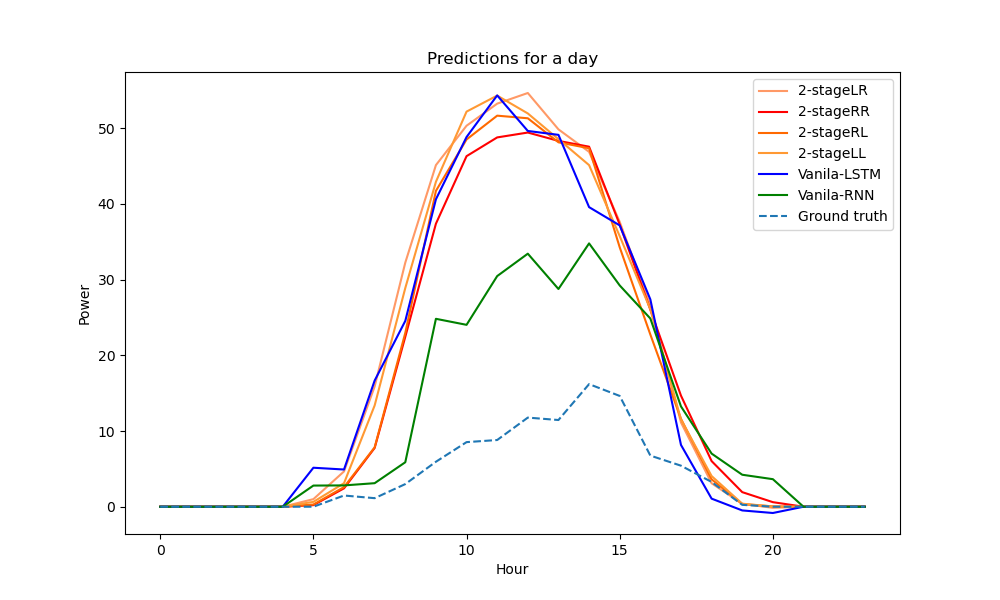 Predictions for a day
2-stageLR
2-stageRR
2-stageRL
2-stageLL
Vanila-LSTM
Vanila-RNN
Ground truth
Power
50
40
30
20
10
0
0 5 10 15 20
Hour